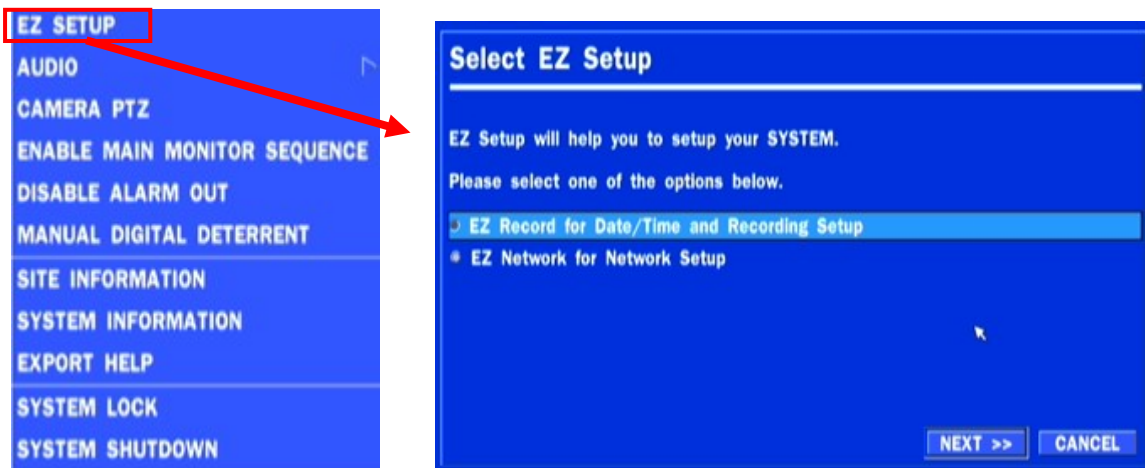 EZ SETUP
AUDIO
CAMERA PTZ
ENABLE MAIN MONITOR SEQUENCE
DISABLE ALARM OUT
MANUAL DIGITAL DETERRENT
SITE INFORMATION
SYSTEM INFORMATION
EXPORT HELP
SYSTEM LOCK
SYSTEM SHUTDOWN
Select EZ Setup
EZ Setup will help you to setup your SYSTEM.
Please select one of the options below.
EZ Record for Date/Time and Recording Setup
EZ Network for Network Setup
NEXT >> CANCEL